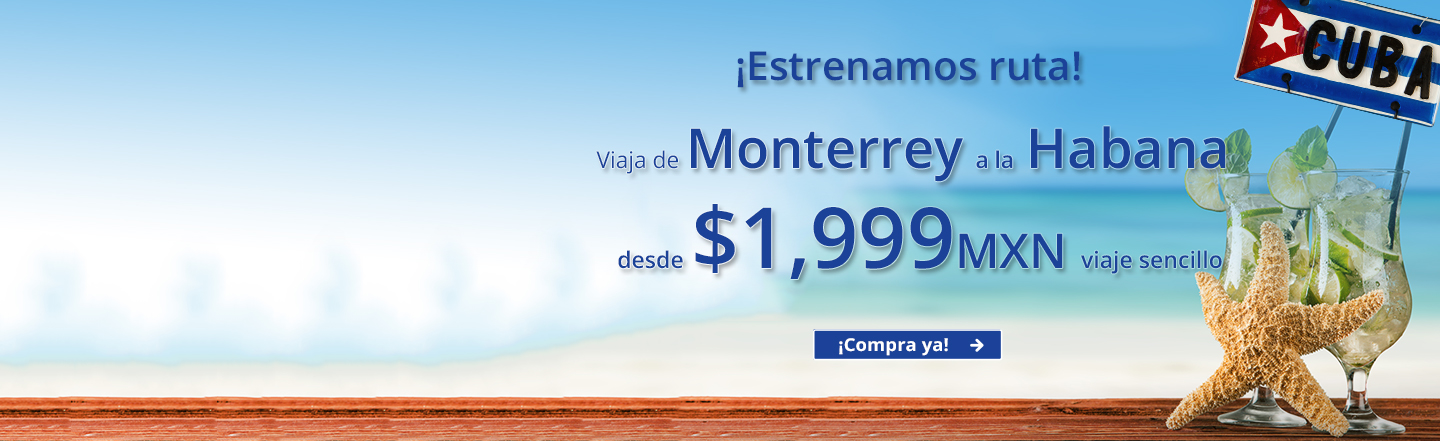 CUBA
¡Estrenamos ruta!
Viaja de Monterrey a la Habana
desde $1,999MXN viaje sencillo
¡Compra ya!